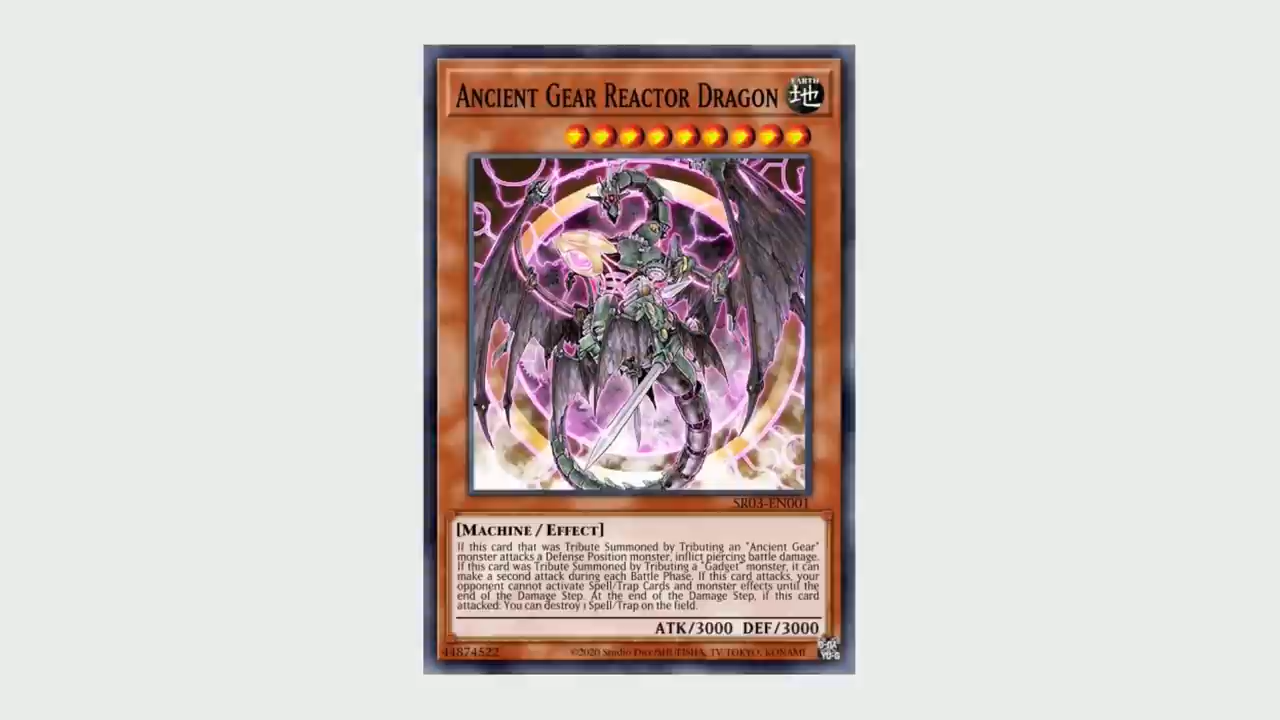 ANCIENT GEAR REACTOR DRAGON
EARTH
地
SR03-EN001
[MACHINE / EFFECT]
If this card that was Tribute Summoned by Tributing an "Ancient Gear"
monster attacks a Defense Position monster, inflict piercing battle damage.
If this card was Tribute Summoned by Tributing a "Gadget" monster, it can
make a second attack during each Battle Phase. If this card attacks, your
opponent cannot activate Spell/Trap Cards and monster effects until the
end of the Damage Step. At the end of the Damage Step, if this card
attacked: You can destroy 1 Spell/Trap on the field.
ATK/3000 DEF/3000
44874522
©2020 Studio Dice/SHUEISHA, TV TOKYO, KONAMI